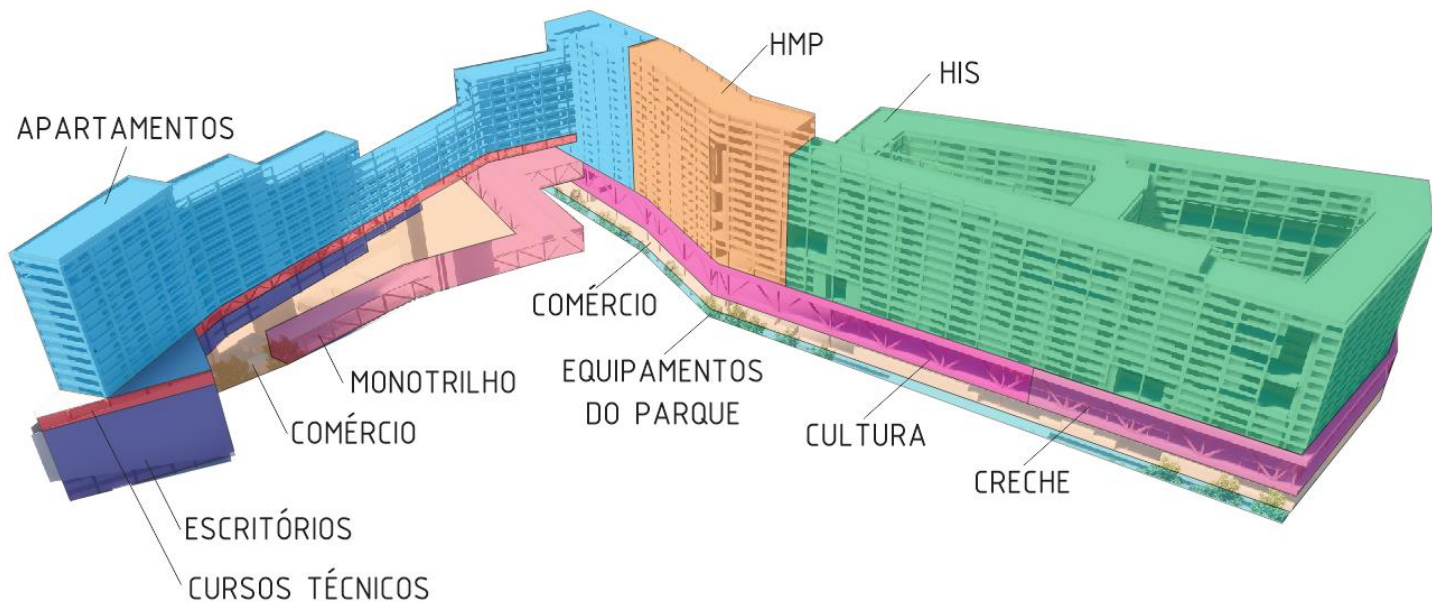 HMP
HIS
APARTAMENTOS
COMÉRCIO
EQUIPAMENTOS
DO PARQUE
MONOTRILHO
COMÉRCIO
CULTURA
CRECHE
ESCRITÓRIOS
CURSOS TÉCNICOS